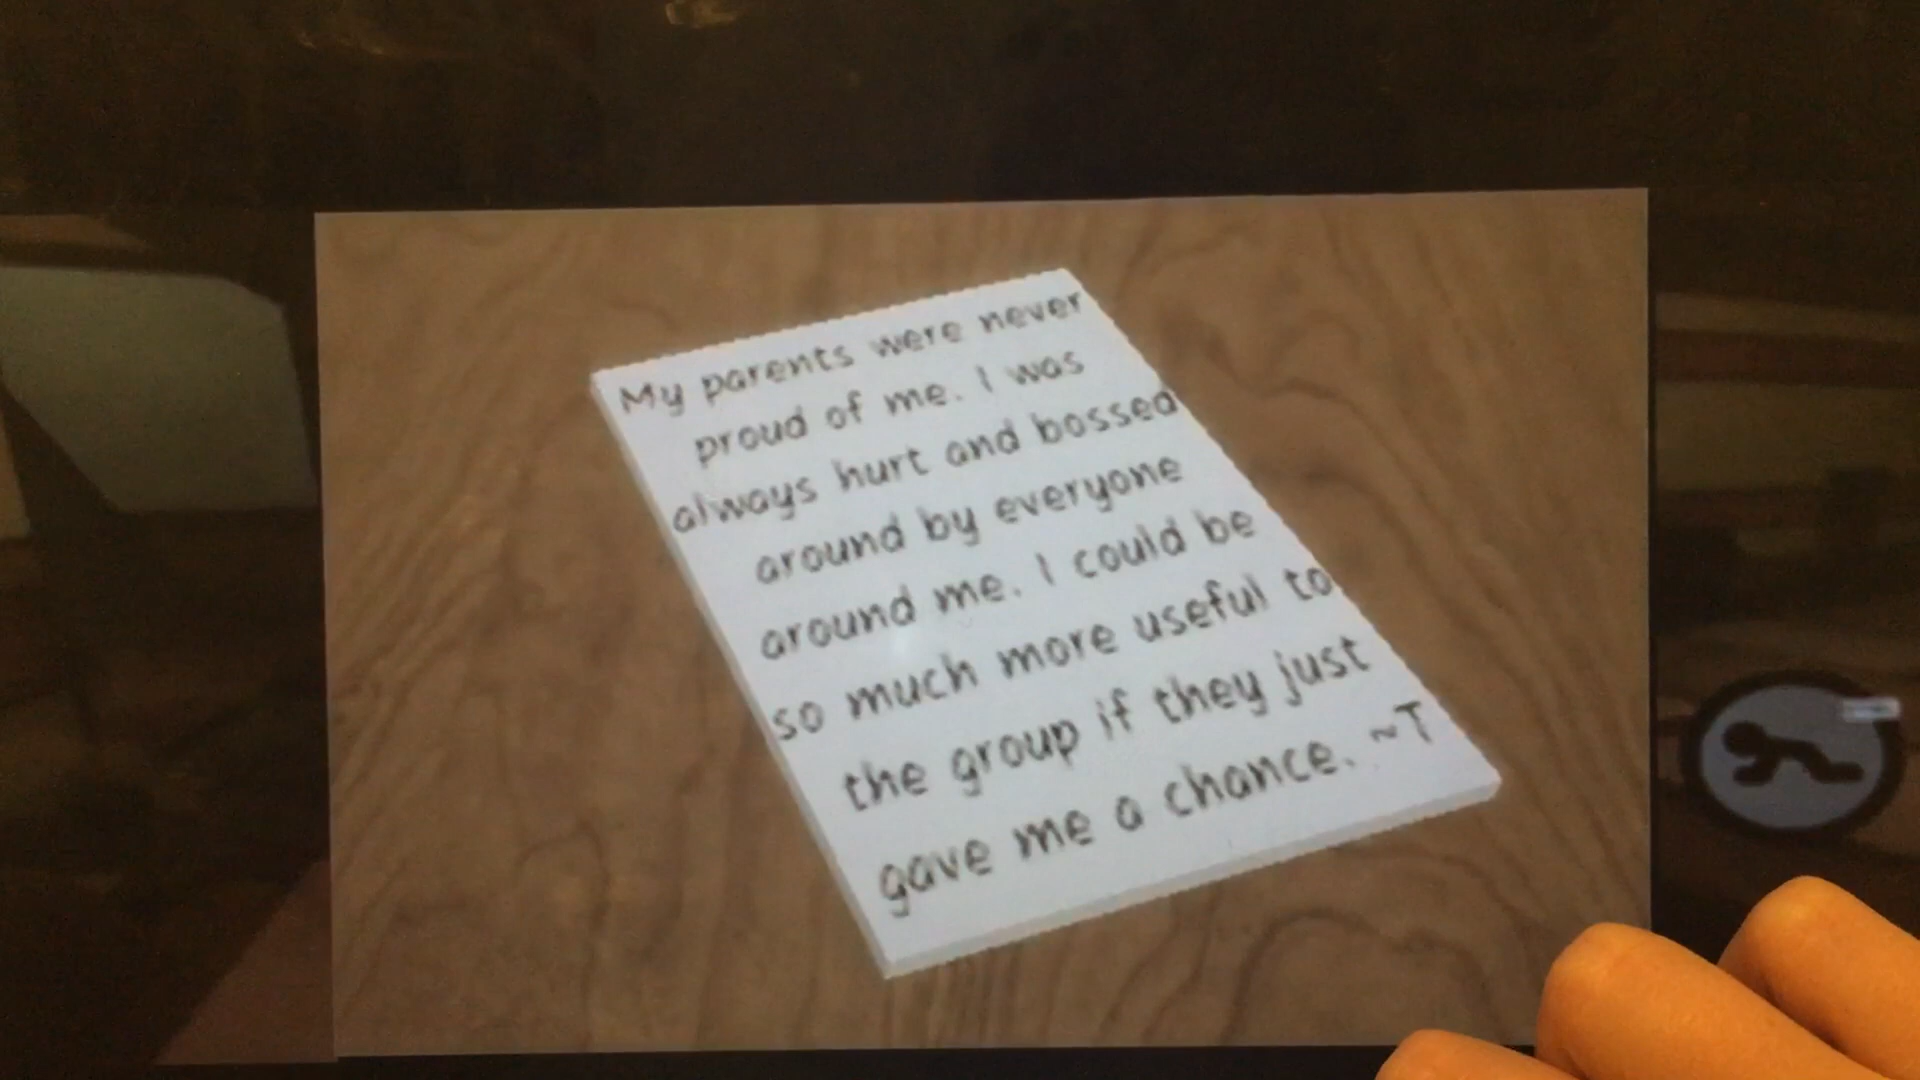 My parents were never
proud of me. I was
always hurt and bossed
around by everyone
around me. I could be
so much more useful to
the group if they just
gave me a chance. ~T